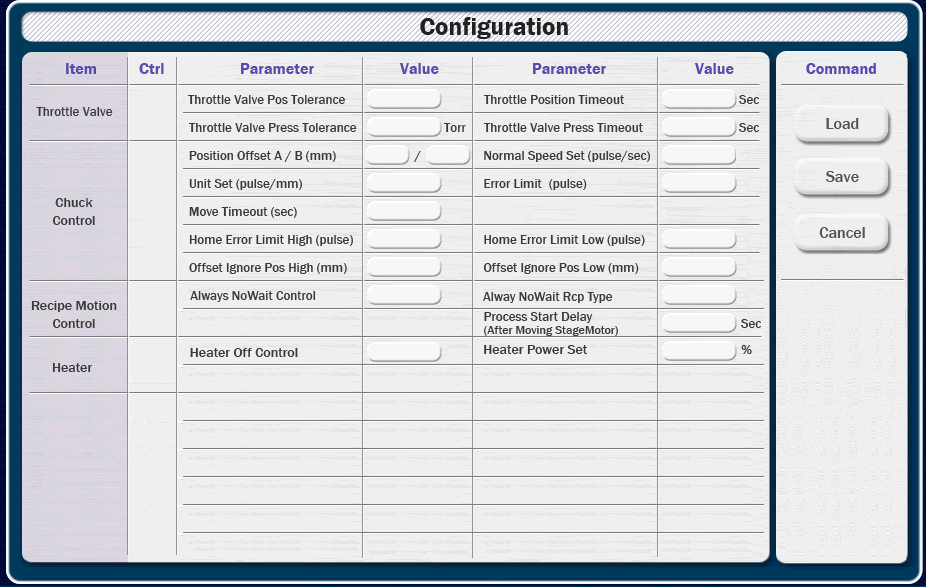 Configuration
Item Ctrl Parameter Value Parameter Value Command
Throttle Valve
Throttle Valve Pos Tolerance Throttle Position Timeout Sec
Throttle Valve Press Tolerance Torr Throttle Valve Press Timeout Sec
Chuck
Control
Position Offset A / B (mm) / Normal Speed Set (pulse/sec)
Unit Set (pulse/mm) Error Limit (pulse)
Move Timeout (sec)
Home Error Limit High (pulse) Home Error Limit Low (pulse)
Offset Ignore Pos High (mm) Offset Ignore Pos Low (mm)
Recipe Motion
Control
Always NoWait Control Alway NoWait Rcp Type
Process Start Delay
(After Moving StageMotor) Sec
Heater
Heater Off Control Heater Power Set %
Load
Save
Cancel